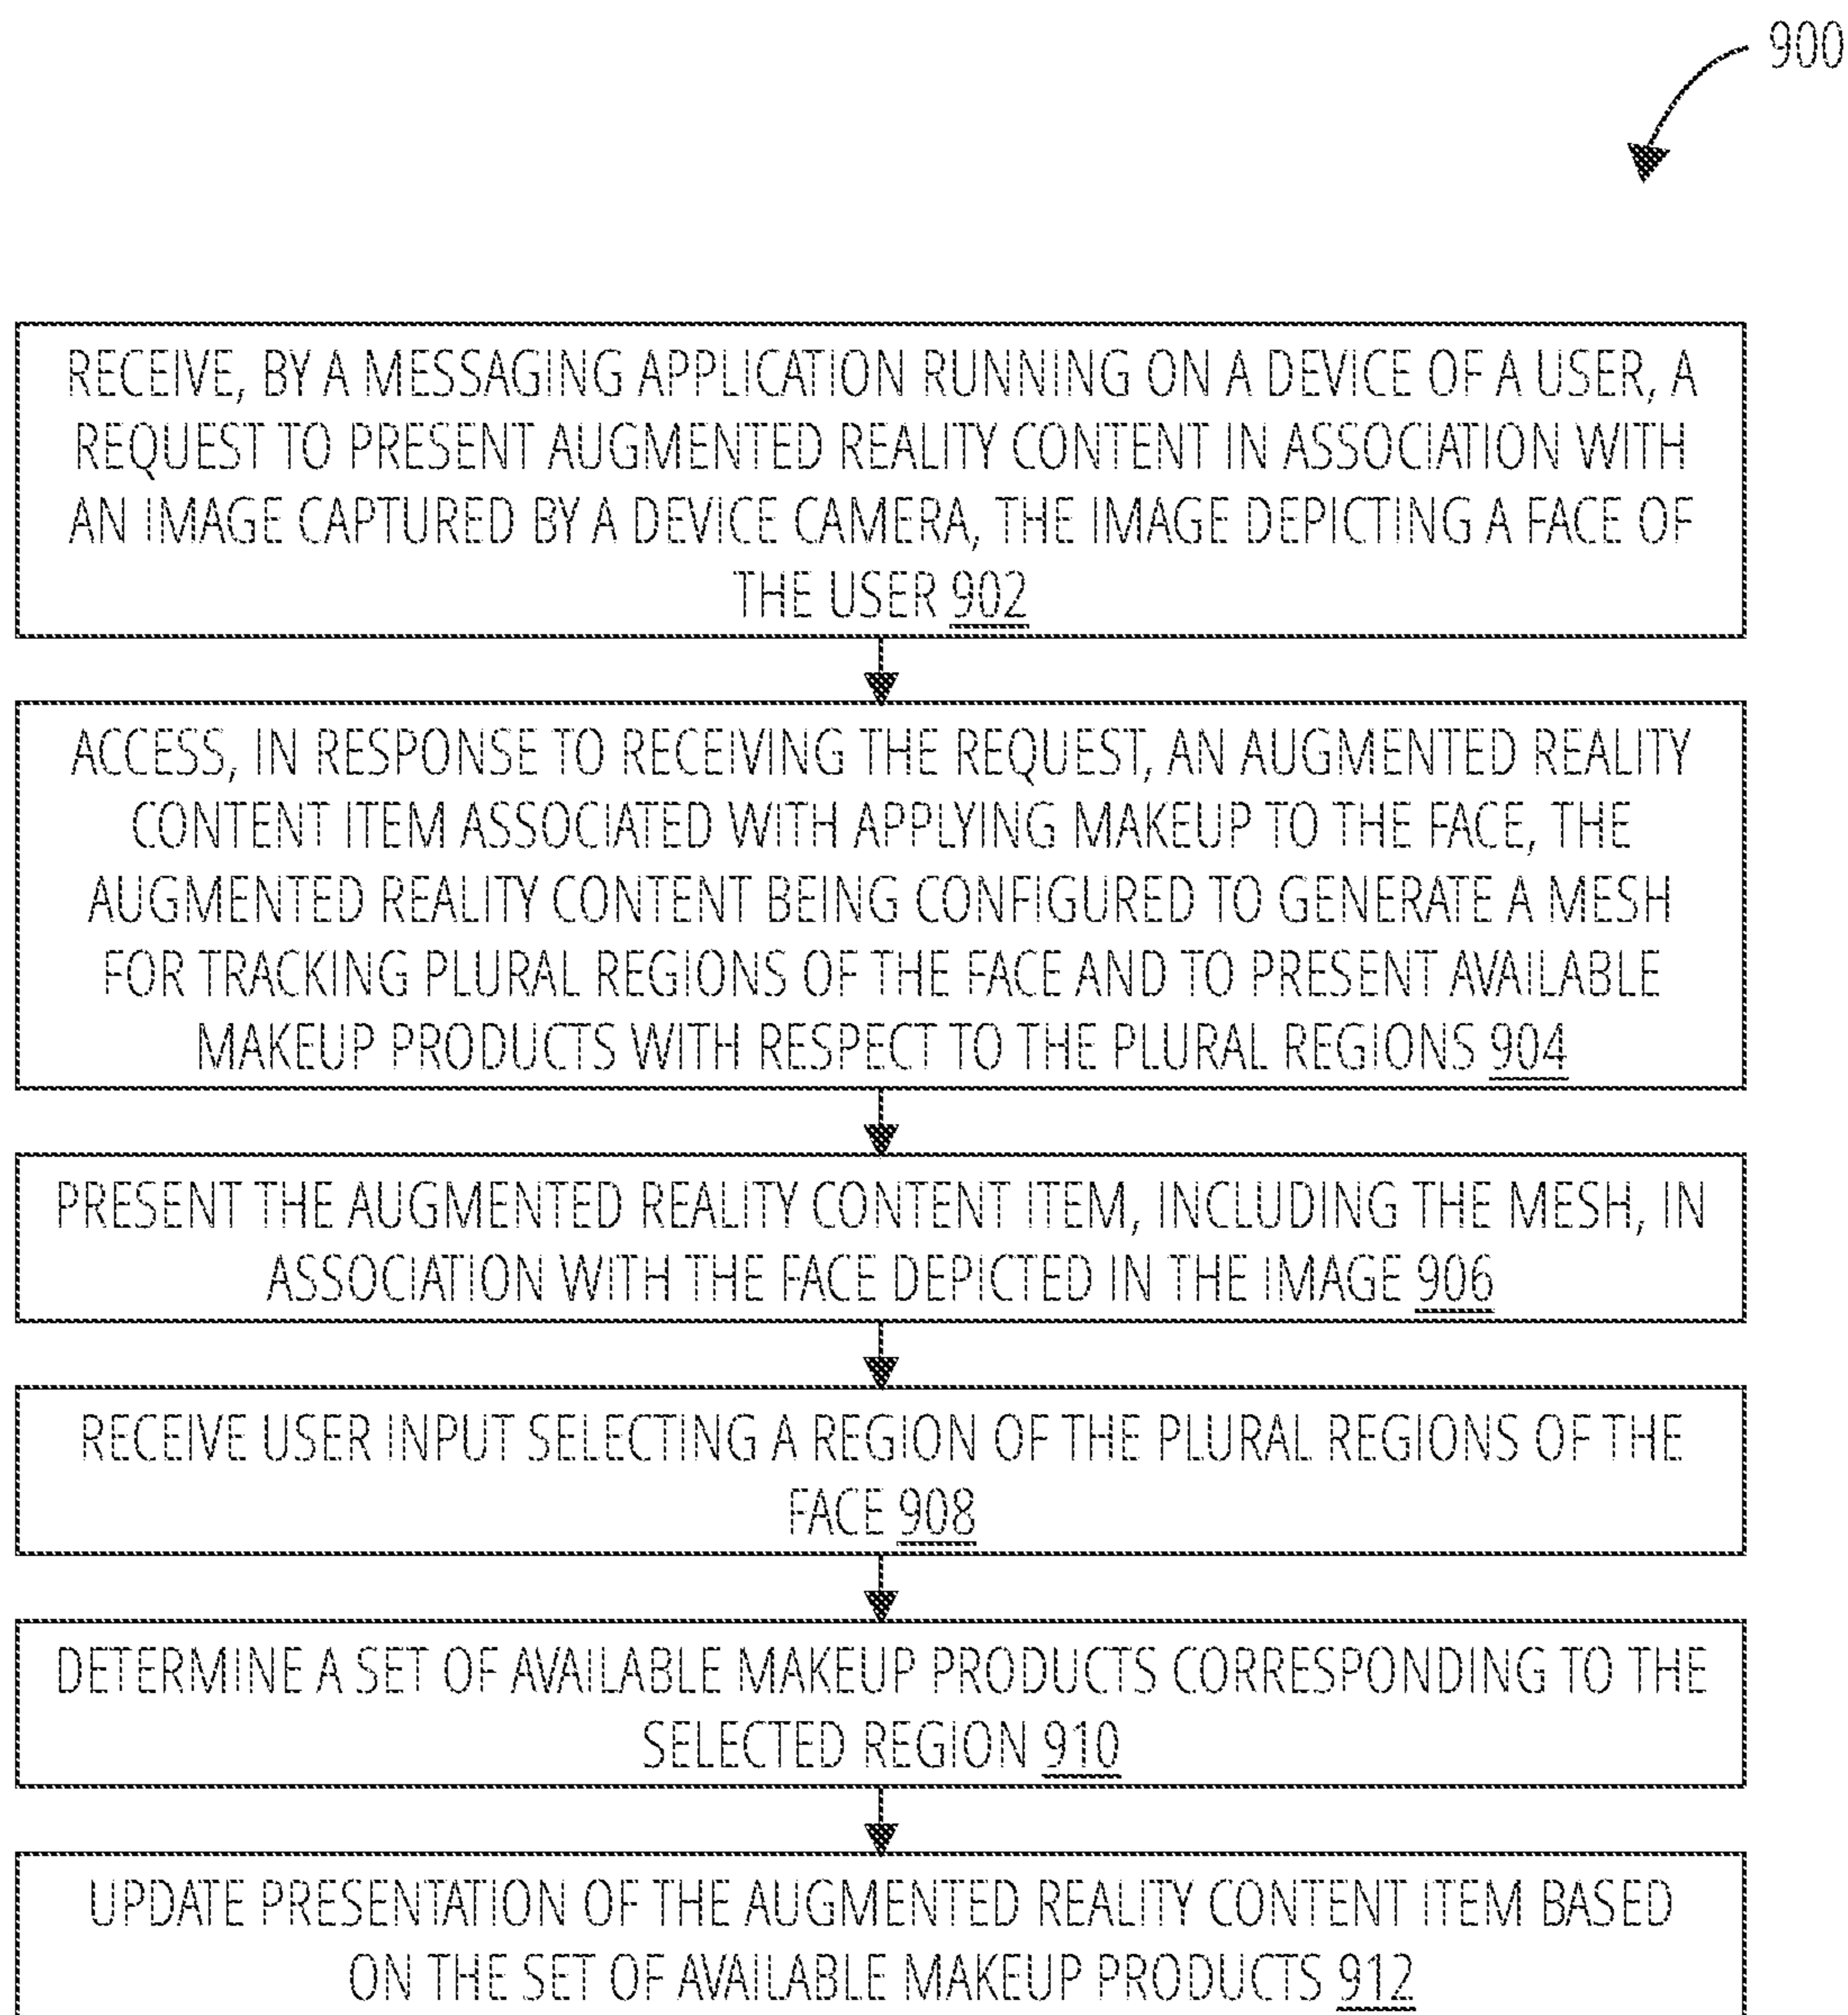 900
RECEIVE, BY A MESSAGING APPLICATION RUNNING ON A DEVICE OF A USER, A
REQUEST TO PRESENT AUGMENTED REALITY CONTENT IN ASSOCIATION WITH
AN IMAGE CAPTURED BY A DEVICE CAMERA, THE IMAGE DEPICTING A FACE OF
THE USER 902
ACCESS, IN RESPONSE TO RECEIVING THE REQUEST, AN AUGMENTED REALITY
CONTENT ITEM ASSOCIATED WITH APPLYING MAKEUP TO THE FACE, THE
AUGMENTED REALITY CONTENT BEING CONFIGURED TO GENERATE A MESH
FOR TRACKING PLURAL REGIONS OF THE FACE AND TO PRESENT AVAILABLE
MAKEUP PRODUCTS WITH RESPECT TO THE PLURAL REGIONS 904
PRESENT THE AUGMENTED REALITY CONTENT ITEM, INCLUDING THE MESH, IN
ASSOCIATION WITH THE FACE DEPICTED IN THE IMAGE 906
RECEIVE USER INPUT SELECTING A REGION OF THE PLURAL REGIONS OF THE
FACE 908
DETERMINE A SET OF AVAILABLE MAKEUP PRODUCTS CORRESPONDING TO THE
SELECTED REGION 910
UPDATE PRESENTATION OF THE AUGMENTED REALITY CONTENT ITEM BASED
ON THE SET OF AVAILABLE MAKEUP PRODUCTS 912